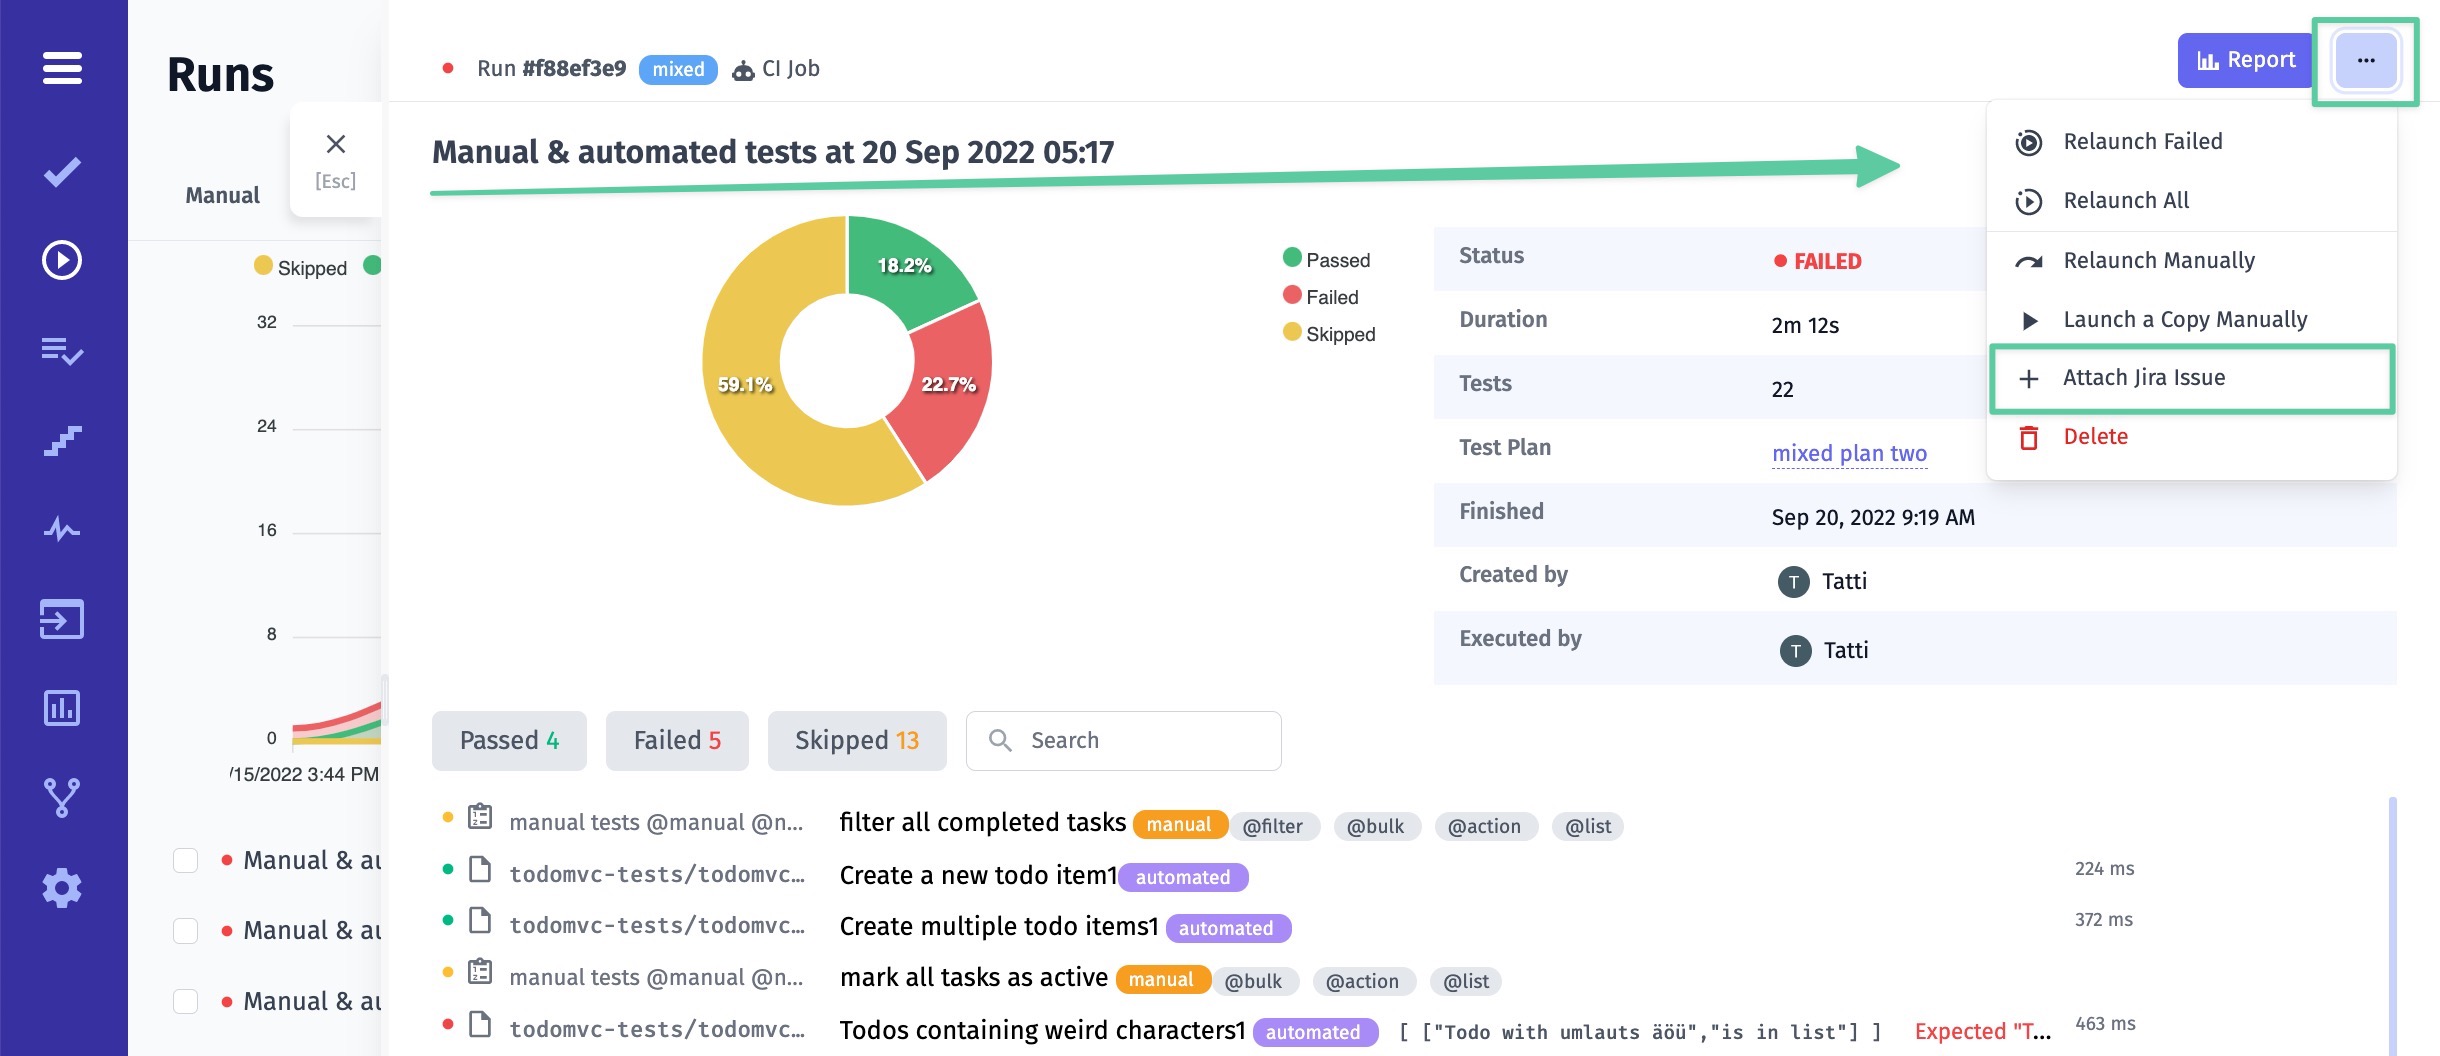 Runs
[Esc]
Manual
Skipped
32
24
16
8
0
/15/2022 3:44 PM
Manual & au
Manual & au
Manual & au
Run #f88ef3e9 mixed CI Job
Report
Manual & automated tests at 20 Sep 2022 05:17
18.2%
22.7%
59.1%
Passed
Failed
Skipped
Status FAILED
Duration 2m 12s
Tests 22
Test Plan mixed plan two
Finished Sep 20, 2022 9:19 AM
Created by T Tatti
Executed by T Tatti
Relaunch Failed
Relaunch All
Relaunch Manually
Launch a Copy Manually
Attach Jira Issue
Delete
Passed 4 Failed 5 Skipped 13 Search
manual tests @manual @n... filter all completed tasks manual @filter @bulk @action @list
todomvc-tests/todomvc... Create a new todo item1 automated 224 ms
todomvc-tests/todomvc... Create multiple todo items1 automated 372 ms
manual tests @manual @n... mark all tasks as active manual @bulk @action @list
todomvc-tests/todomvc... Todos containing weird characters1 automated [ ["Todo with umlauts äöü","is in list"] ] Expected "T... 463 ms